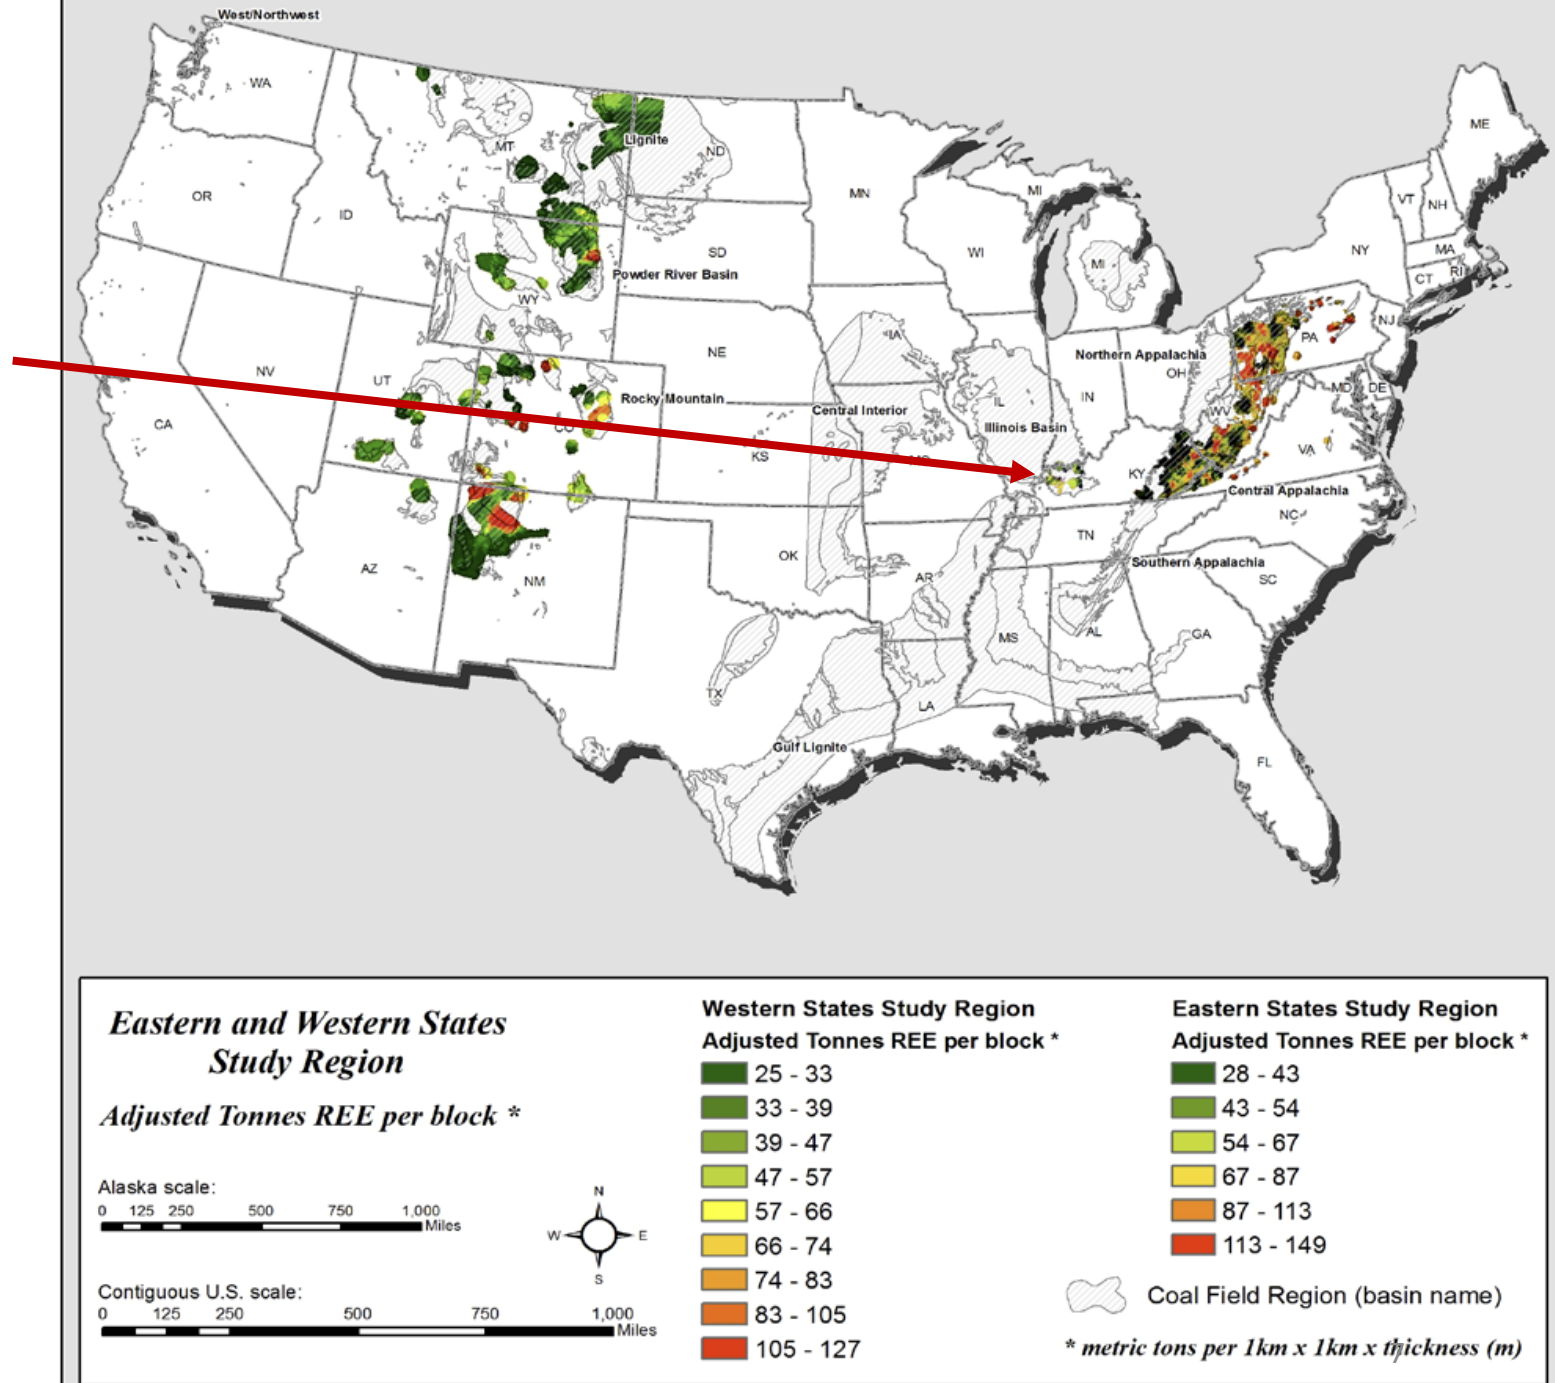 West/Northwest
WA
MT
Lignite
ND
MN
ME
OR
ID
MI
VT
NH
SD
WI
NY
MA
Powder River Basin
MI
CT
RI
WY
IA
NE
Northern Appalachia
PA
NJ
NV
UT
OH
Rocky Mountain
IL
IN
MD
DE
CA
Central Interior
WV
Illinois Basin
VA
KS
KY
Central Appalachia
NC
TN
OK
AZ
NM
AR
Southern Appalachia
SC
MS
AL
GA
TX
LA
Gulf Lignite
FL
Eastern and Western States
Study Region
Adjusted Tonnes REE per block *
Alaska scale:
0 125 250 500 750 1,000
Miles
N
W E
S
Contiguous U.S. scale:
0 125 250 500 750 1,000
Miles
Western States Study Region
Adjusted Tonnes REE per block *
25 - 33
33 - 39
39 - 47
47 - 57
57 - 66
66 - 74
74 - 83
83 - 105
105 - 127
Eastern States Study Region
Adjusted Tonnes REE per block *
28 - 43
43 - 54
54 - 67
67 - 87
87 - 113
113 - 149
Coal Field Region (basin name)
* metric tons per 1km x 1km x thickness (m)
7